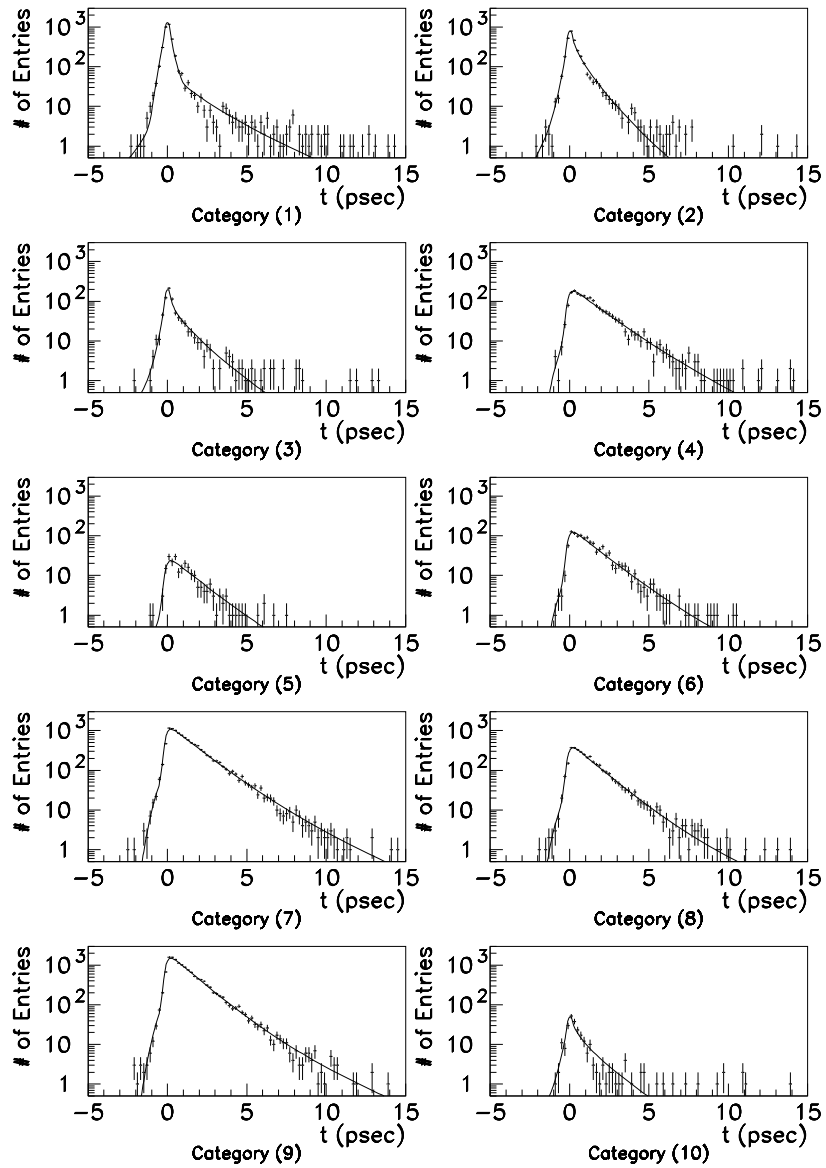 # of Entries
10³
10²
10
1
−5 0 5 10 15
t (psec)
Category (1)
# of Entries
10³
10²
10
1
−5 0 5 10 15
t (psec)
Category (2)
# of Entries
10³
10²
10
1
−5 0 5 10 15
t (psec)
Category (3)
# of Entries
10³
10²
10
1
−5 0 5 10 15
t (psec)
Category (4)
# of Entries
10³
10²
10
1
−5 0 5 10 15
t (psec)
Category (5)
# of Entries
10³
10²
10
1
−5 0 5 10 15
t (psec)
Category (6)
# of Entries
10³
10²
10
1
−5 0 5 10 15
t (psec)
Category (7)
# of Entries
10³
10²
10
1
−5 0 5 10 15
t (psec)
Category (8)
# of Entries
10³
10²
10
1
−5 0 5 10 15
t (psec)
Category (9)
# of Entries
10³
10²
10
1
−5 0 5 10 15
t (psec)
Category (10)